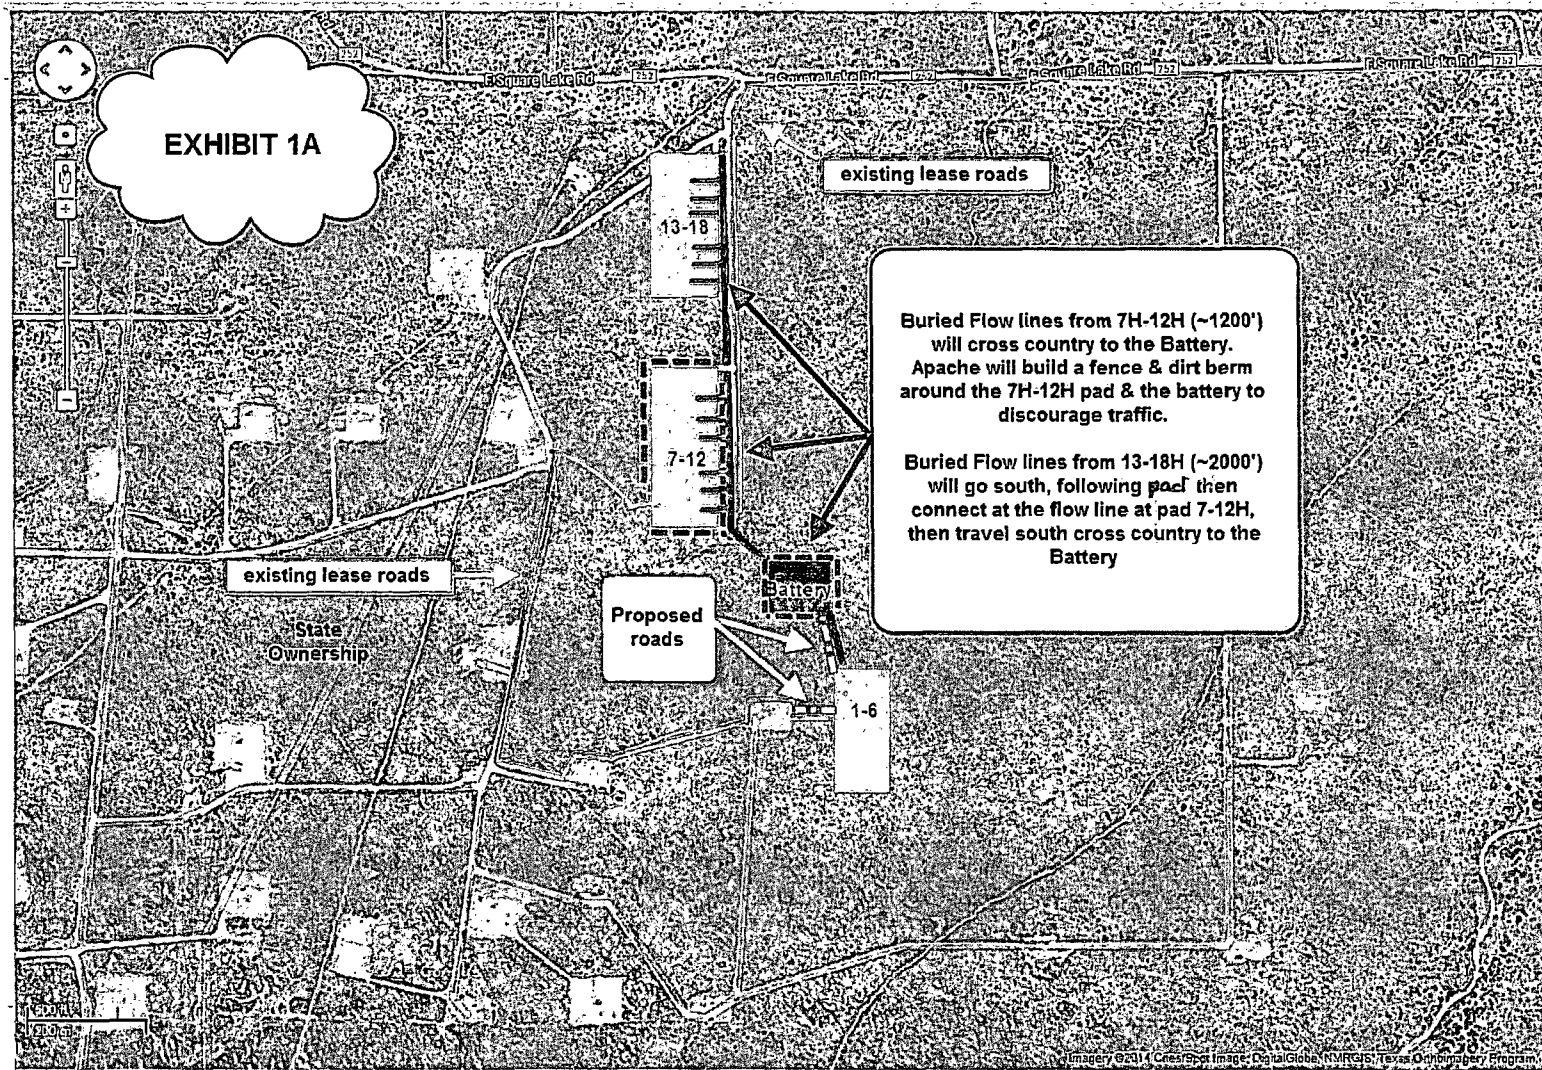 Rd
252
E Square Lake Rd
252
E Square Lake Rd
252
E Square Lake Rd
252
E Square Lake Rd
252
EXHIBIT 1A
existing lease roads
13-18
Buried Flow lines from 7H-12H (~1200')
will cross country to the Battery.
Apache will build a fence & dirt berm
around the 7H-12H pad & the battery to
discourage traffic.
Buried Flow lines from 13-18H (~2000')
will go south, following pad then
connect at the flow line at pad 7-12H,
then travel south cross country to the
Battery
7-12
existing lease roads
Battery
Proposed
roads
State
Ownership
1-6
Imagery ©2014 Cnes/Spot Image, DigitalGlobe, NMRGIS, Texas Orthoimagery Program,